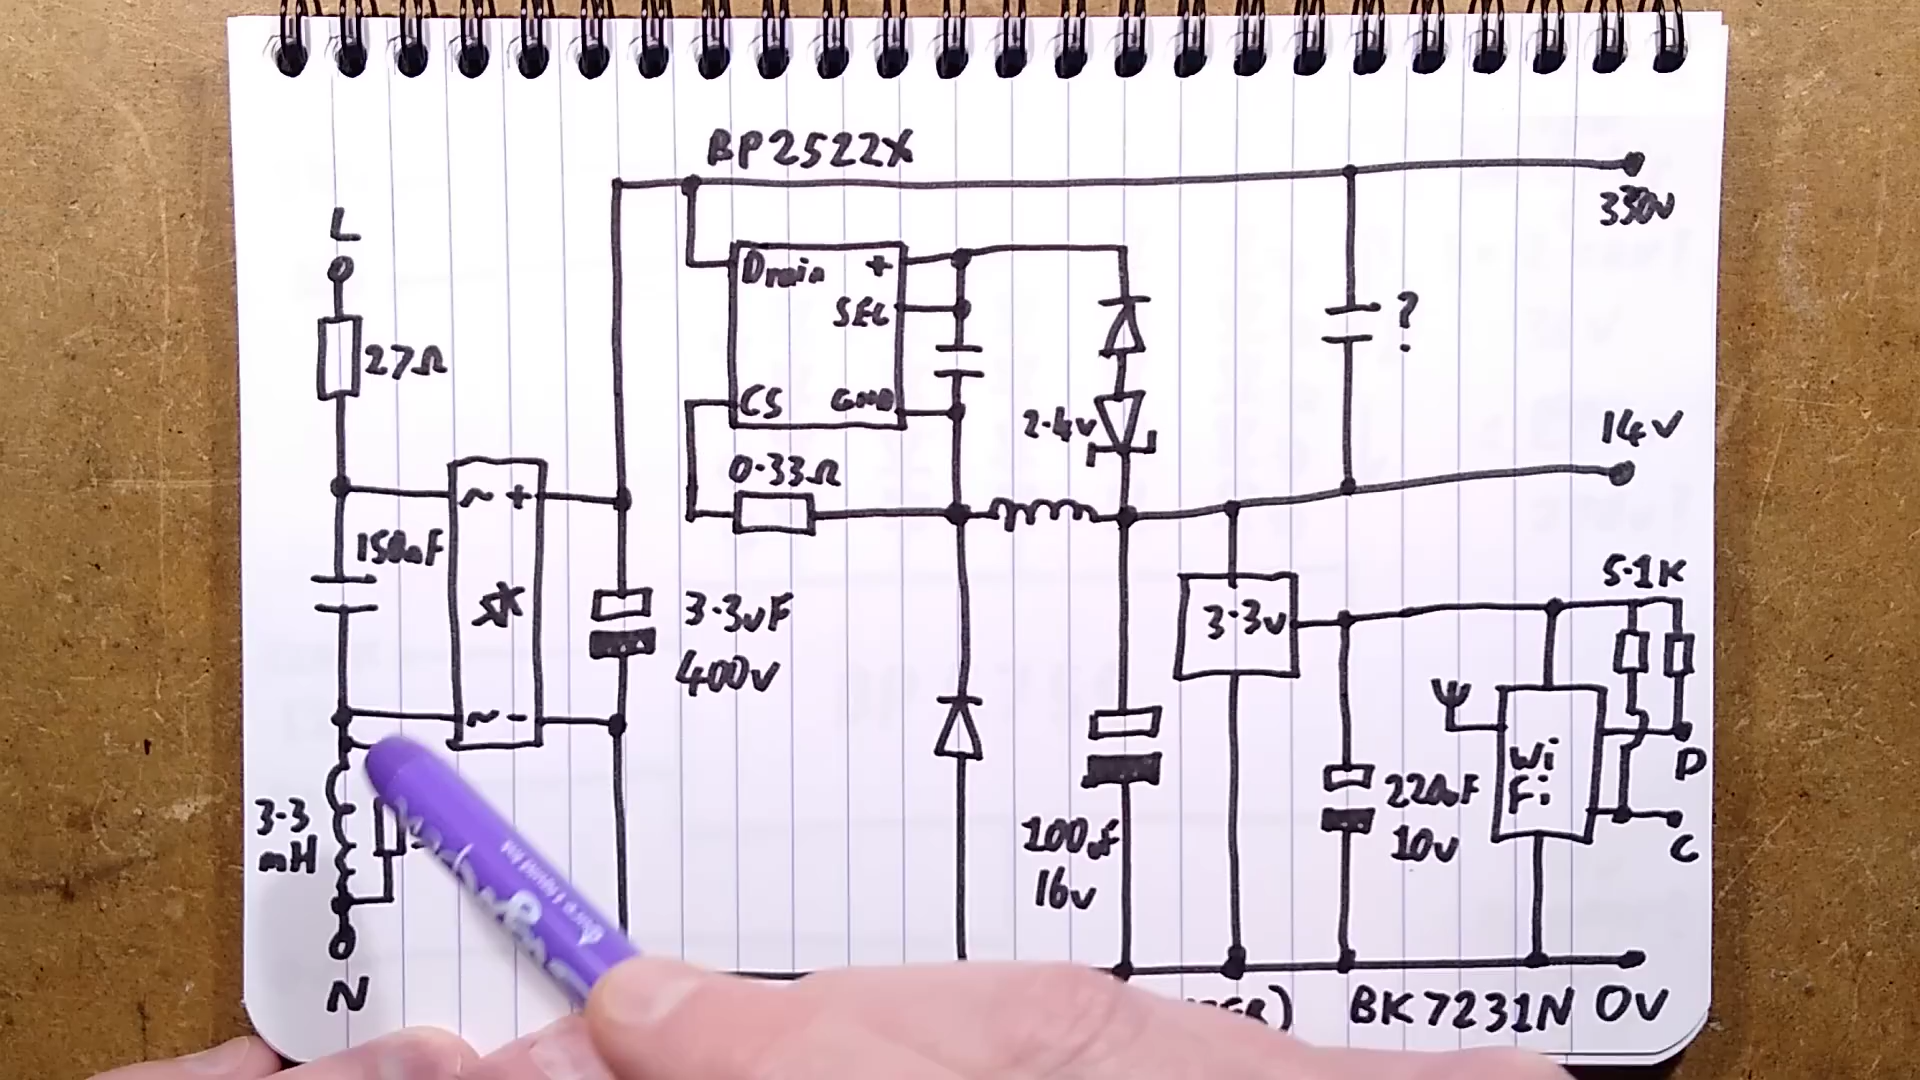 BP2522X
330V
L
27Ω
Drain +
SEL
CS GND
?
2.4v
14V
0.33Ω
~ +
150nF
3.3uF
400v
~ -
3.3v
5.1K
Wi
Fi
D
C
3.3
mH
100uF
16v
220uF
10v
N
BK7231N 0V